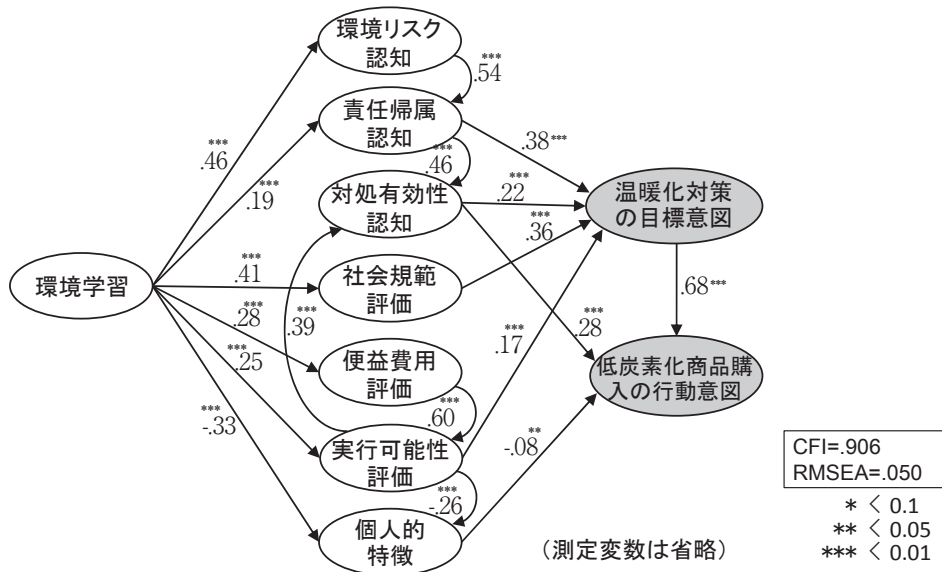 環境リスク
認知
***
.54
責任帰属
認知
***
.46
***
.19
***
.46
.38***
対処有効性
認知
***
.22
温暖化対策
の目標意図
***
.36
環境学習
***
.41
社会規範
評価
***
.28
***
.39
***
.25
.68***
***
.17
***
.28
便益費用
評価
***
.60
低炭素化商品購
入の行動意図
***
-.33
実行可能性
評価
**
-.08
***
-.26
個人的
特徴
(測定変数は省略)
CFI=.906
RMSEA=.050
* < 0.1
** < 0.05
*** < 0.01